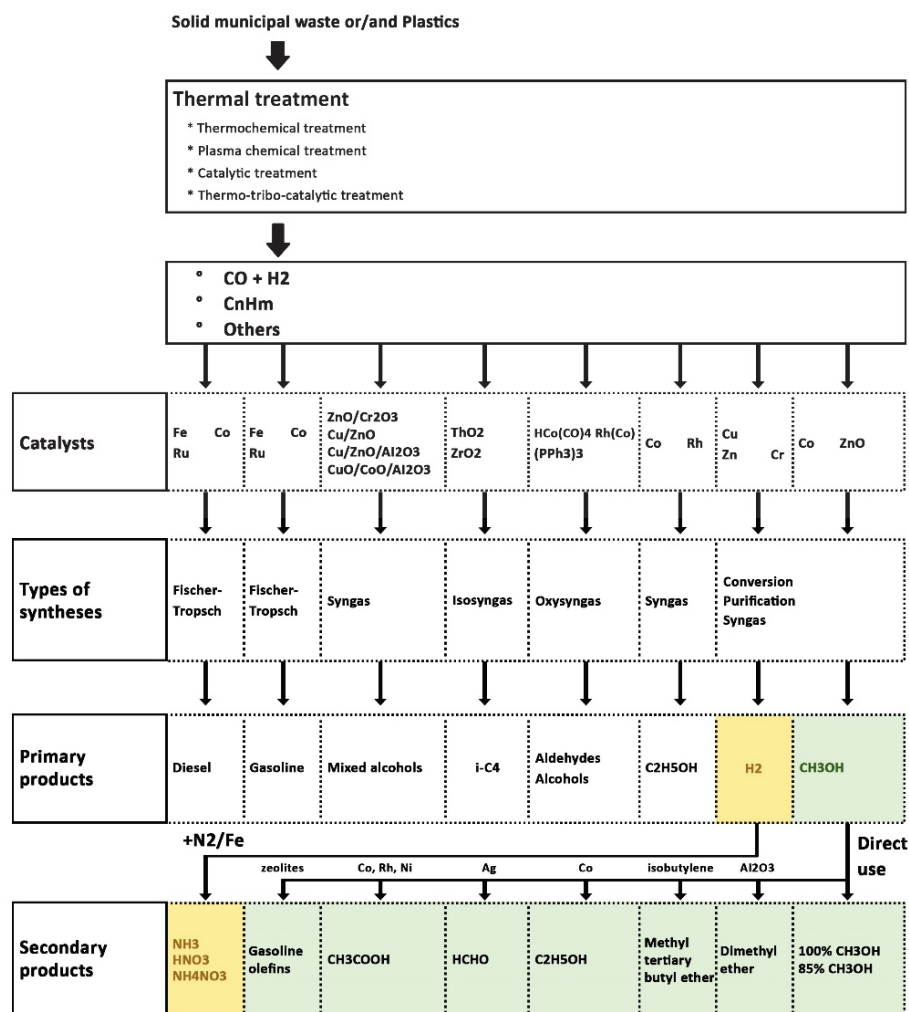 Solid municipal waste or/and Plastics
Thermal treatment
* Thermochemical treatment
* Plasma chemical treatment
* Catalytic treatment
* Thermo-tribo-catalytic treatment
° CO + H2
° CnHm
° Others
Catalysts
Fe Co
Ru
Fe Co
Ru
ZnO/Cr2O3
Cu/ZnO
Cu/ZnO/Al2O3
CuO/CoO/Al2O3
ThO2
ZrO2
HCo(CO)4 Rh(Co)
(PPh3)3
Co Rh
Cu
Zn Cr
Co ZnO
Types of
syntheses
Fischer-
Tropsch
Fischer-
Tropsch
Syngas
Isosyngas
Oxysyngas
Syngas
Conversion
Purification
Syngas
Primary
products
Diesel
Gasoline
Mixed alcohols
i-C4
Aldehydes
Alcohols
C2H5OH
H2
CH3OH
+N2/Fe
Direct
use
zeolites
Co, Rh, Ni
Ag
Co
isobutylene
Al2O3
Secondary
products
NH3
HNO3
NH4NO3
Gasoline
olefins
CH3COOH
HCHO
C2H5OH
Methyl
tertiary
butyl ether
Dlmethyl
ether
100% CH3OH
85% CH3OH